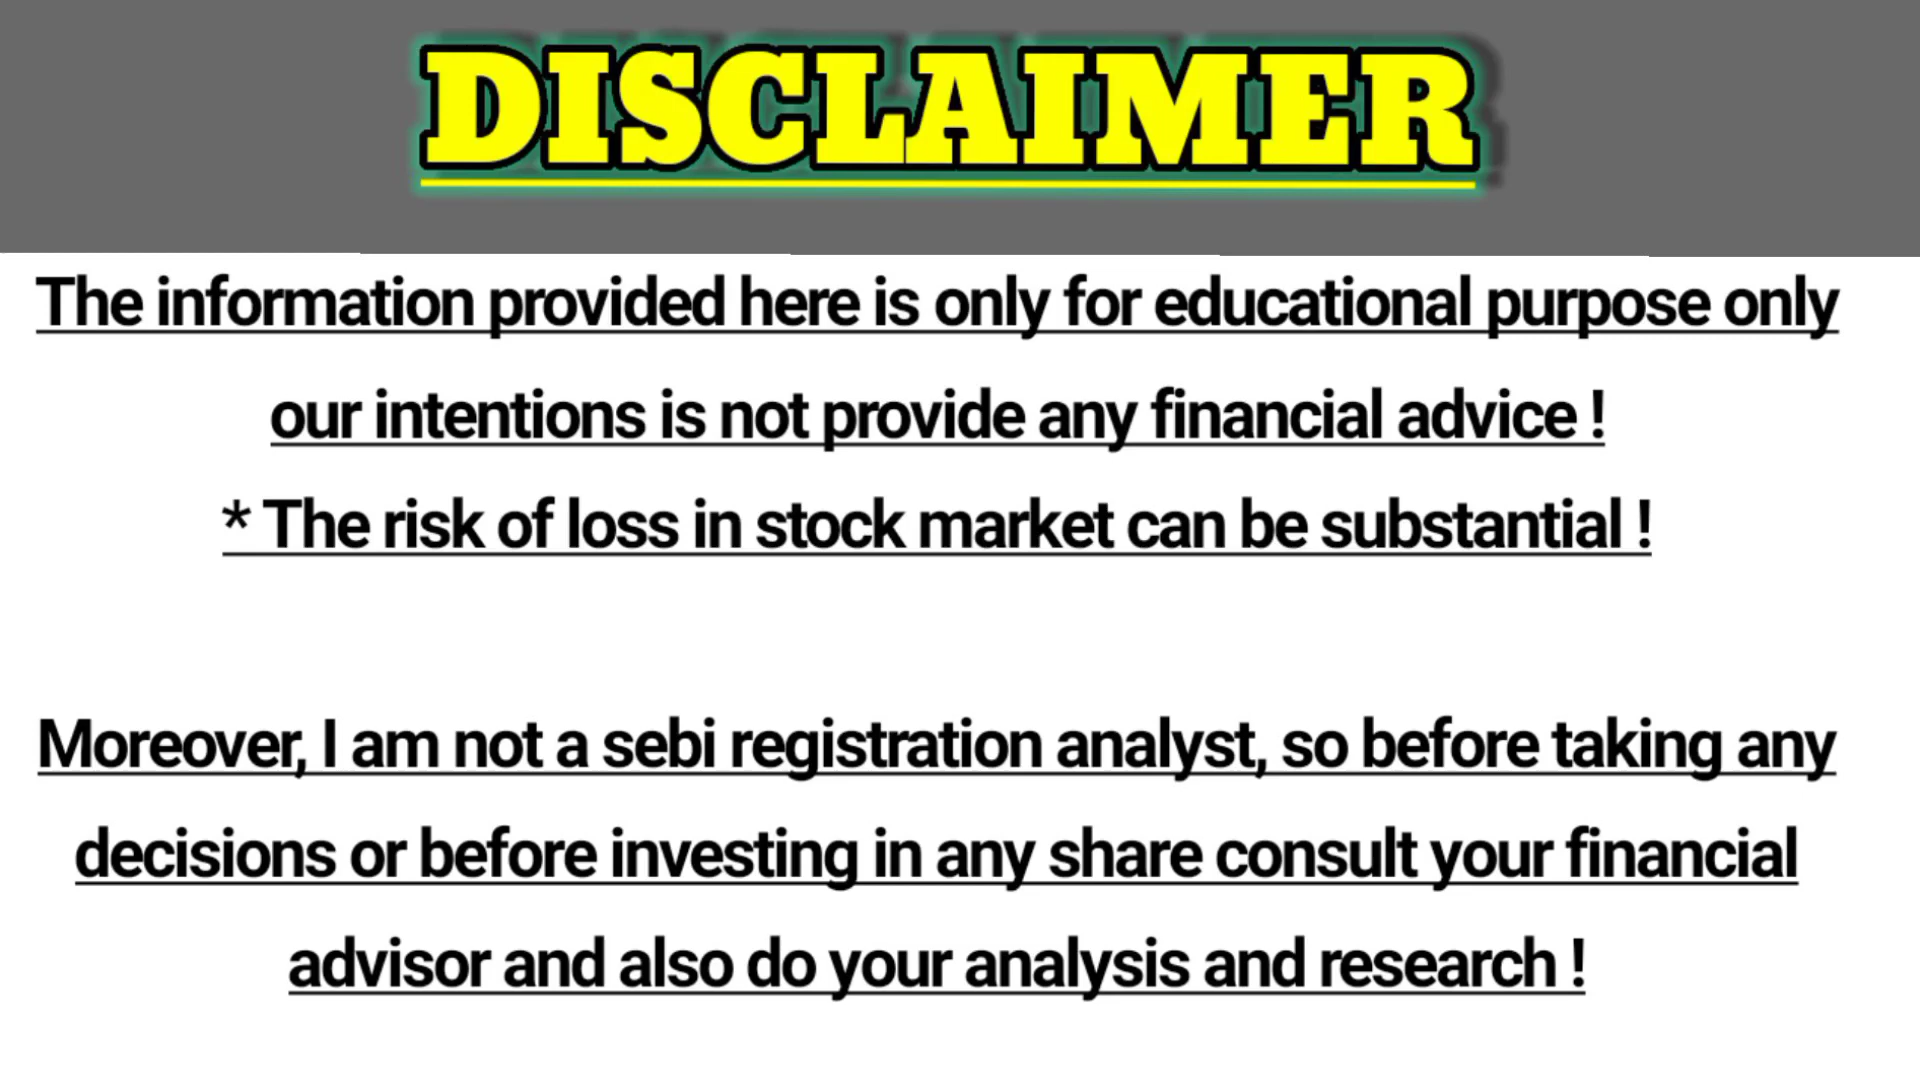 DISCLAIMER
The information provided here is only for educational purpose only
our intentions is not provide any financial advice !
* The risk of loss in stock market can be substantial !
Moreover, I am not a sebi registration analyst, so before taking any
decisions or before investing in any share consult your financial
advisor and also do your analysis and research !